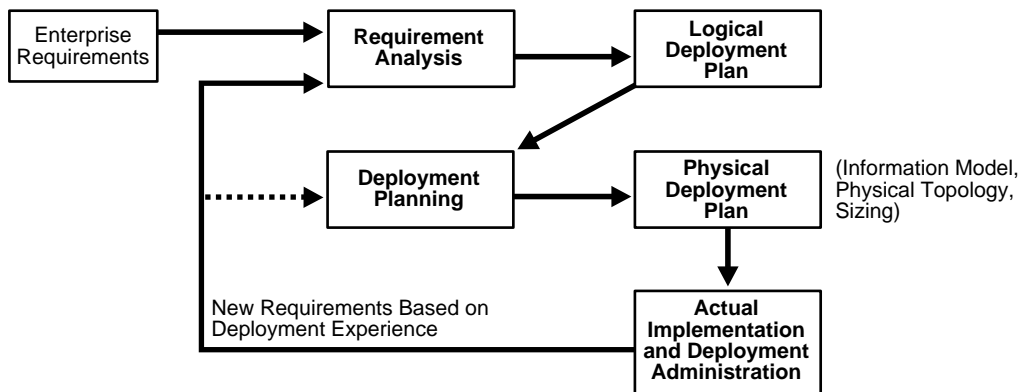 Enterprise
Requirements
Requirement
Analysis
Logical
Deployment
Plan
Deployment
Planning
Physical
Deployment
Plan
(Information Model,
Physical Topology,
Sizing)
New Requirements Based on
Deployment Experience
Actual
Implementation
and Deployment
Administration